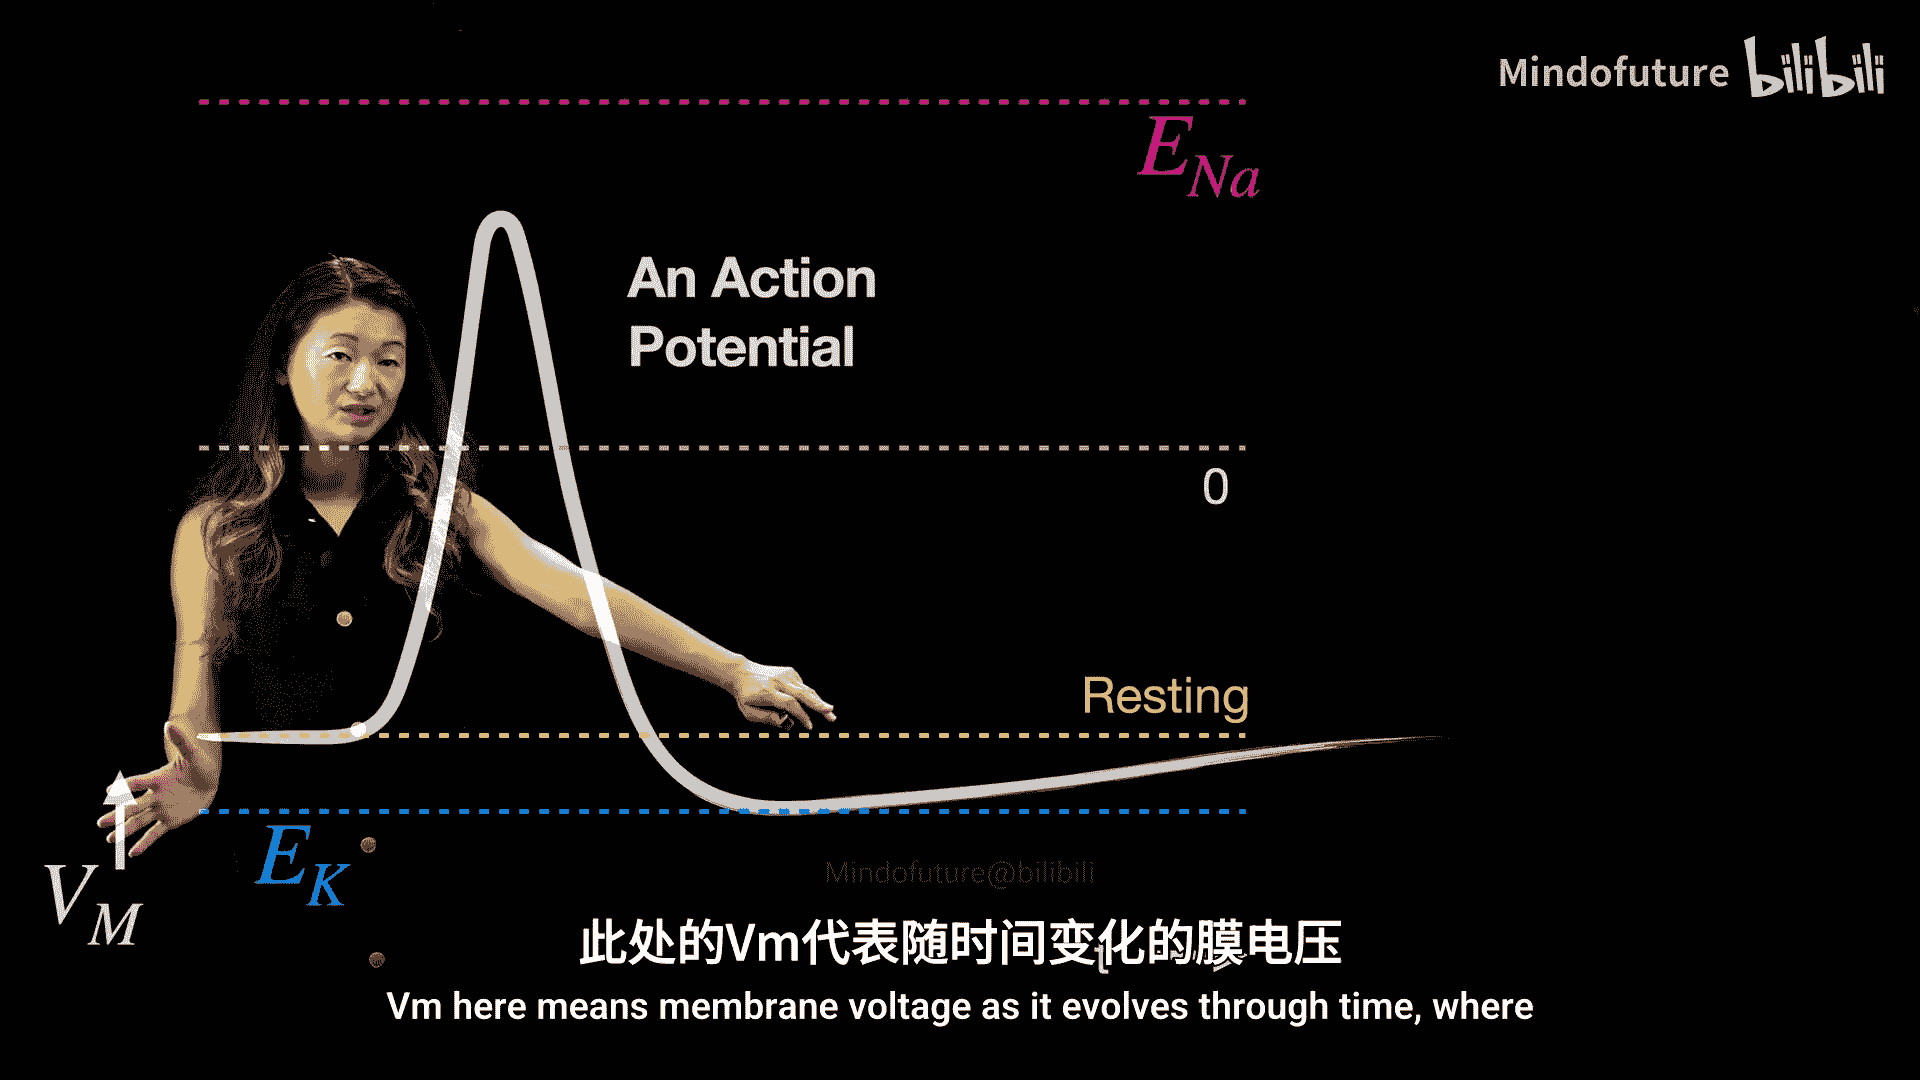 Mindofuture bilibili
E_Na
An Action
Potential
0
Resting
E_K
V_M
Mindofuture@bilibili
t
此处的Vm代表随时间变化的膜电压
Vm here means membrane voltage as it evolves through time, where